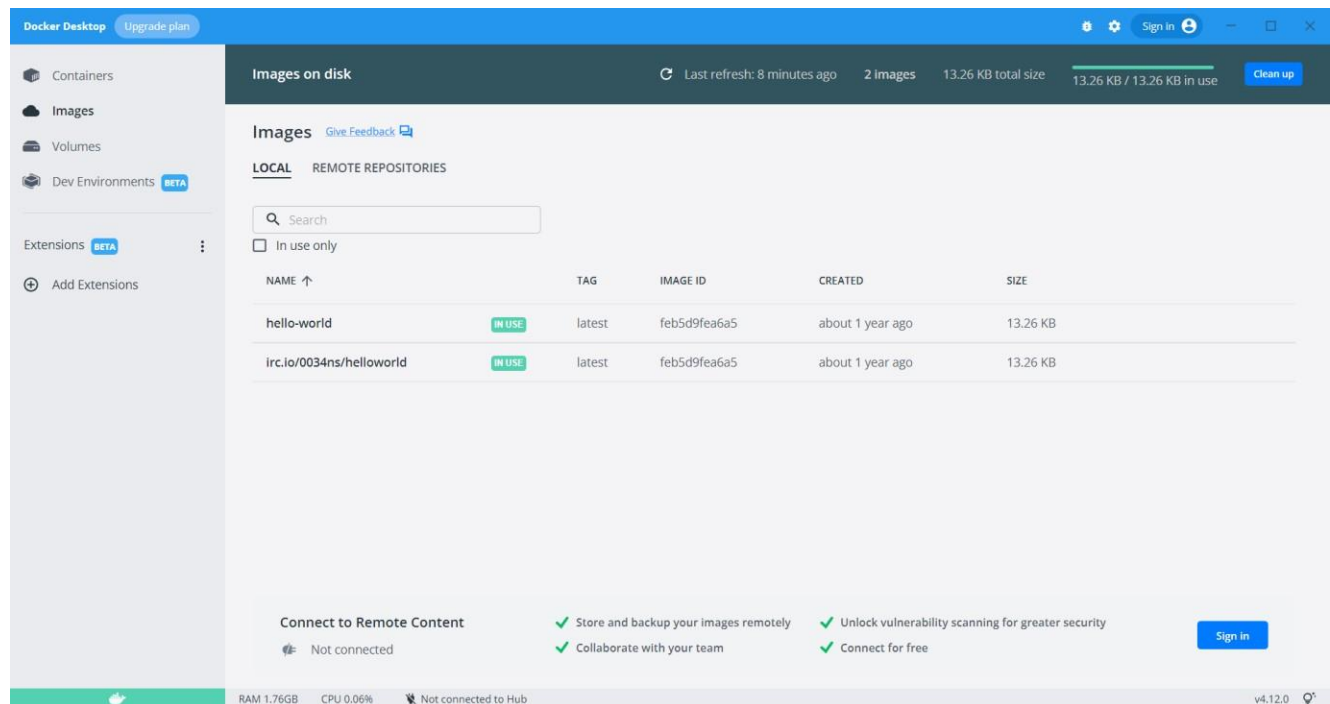 Docker Desktop Upgrade plan Sign in
Containers
Images
Volumes
Dev Environments BETA
Extensions BETA
Add Extensions
Images on disk Last refresh: 8 minutes ago 2 images 13.26 KB total size 13.26 KB / 13.26 KB in use Clean up
Images Give Feedback
LOCAL REMOTE REPOSITORIES
Search
In use only
NAME TAG IMAGE ID CREATED SIZE
hello-world IN USE latest feb5d9fea6a5 about 1 year ago 13.26 KB
irc.io/0034ns/helloworld IN USE latest feb5d9fea6a5 about 1 year ago 13.26 KB
Connect to Remote Content
Not connected
Store and backup your images remotely
Collaborate with your team
Unlock vulnerability scanning for greater security
Connect for free
Sign in
RAM 1.76GB CPU 0.06% Not connected to Hub v4.12.0